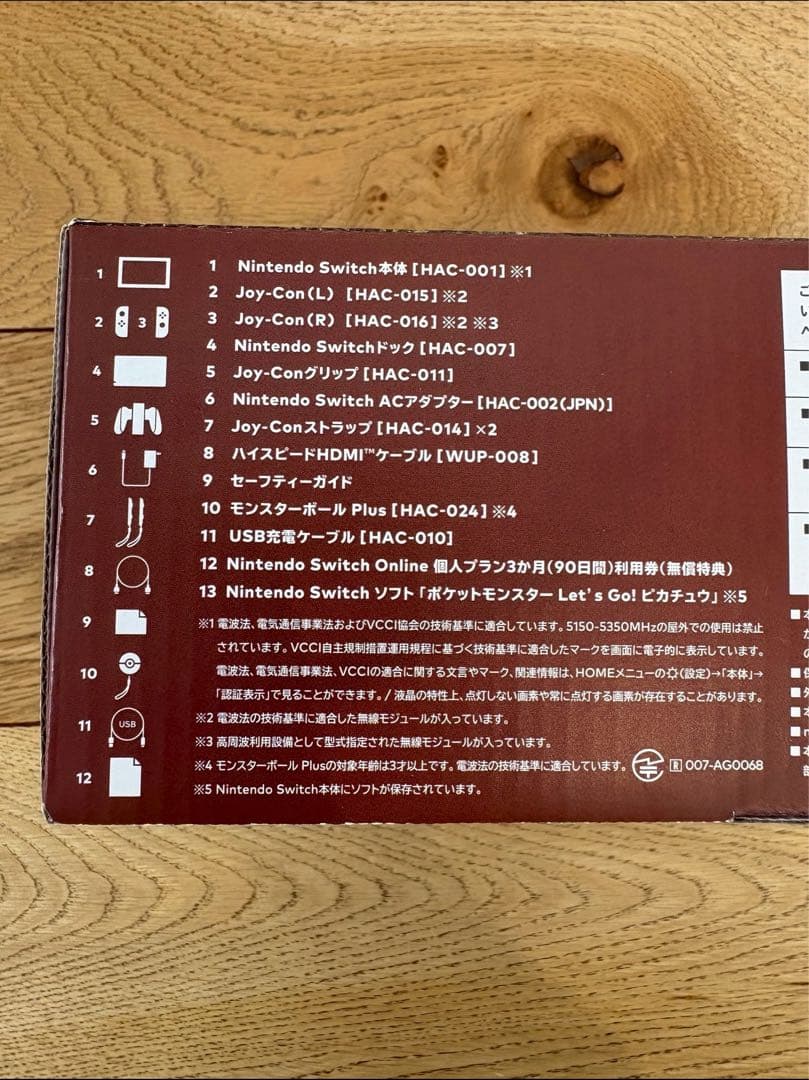 1 Nintendo Switch本体[HAC-001]※1
2 Joy-Con(L) [HAC-015]※2
3 Joy-Con(R) [HAC-016]※2 ※3
4 Nintendo Switchドック[HAC-007]
5 Joy-Conグリップ[HAC-011]
6 Nintendo Switch ACアダプター[HAC-002(JPN)]
7 Joy-Conストラップ[HAC-014]×2
8 ハイスピードHDMI™ケーブル[WUP-008]
9 セーフティーガイド
10 モンスターボール Plus[HAC-024]※4
11 USB充電ケーブル[HAC-010]
12 Nintendo Switch Online 個人プラン3か月(90日間)利用券(無償特典)
13 Nintendo Switch ソフト「ポケットモンスター Let's Go! ピカチュウ」※5
※1 電波法、電気通信事業法およびVCCI協会の技術基準に適合しています。5150-5350MHzの屋外での使用は禁止
されています。VCCI自主規制措置運用規程に基づく技術基準に適合したマークを画面に電子的に表示しています。
電波法、電気通信事業法、VCCIの適合に関する文言やマーク、関連情報は、HOMEメニューの(設定)→「本体」→
「認証表示」で見ることができます。/ 液晶の特性上、点灯しない画素や常に点灯する画素が存在することがあります。
※2 電波法の技術基準に適合した無線モジュールが入っています。
※3 高周波利用設備として型式指定された無線モジュールが入っています。
※4 モンスターボール Plusの対象年齢は3才以上です。電波法の技術基準に適合しています。 R 007-AG0068
※5 Nintendo Switch本体にソフトが保存されています。
1
2 3
4
5
6
7
8
9
10
11 USB
12